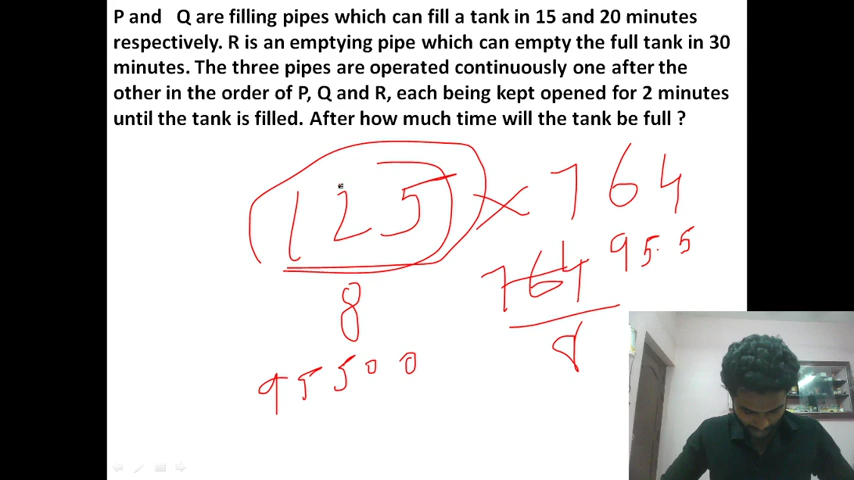 P and Q are filling pipes which can fill a tank in 15 and 20 minutes
respectively. R is an emptying pipe which can empty the full tank in 30
minutes. The three pipes are operated continuously one after the
other in the order of P, Q and R, each being kept opened for 2 minutes
until the tank is filled. After how much time will the tank be full ?
125 × 764
764 95.5
8 8
95500